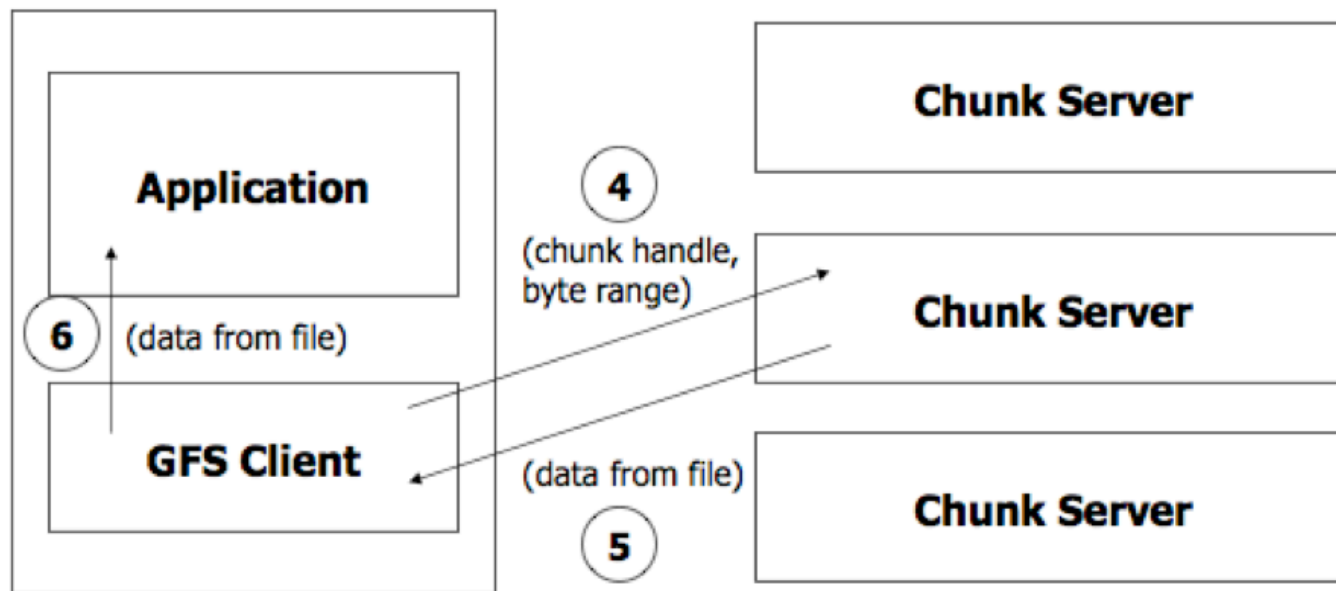 Application
6
(data from file)
GFS Client
4
(chunk handle,
byte range)
(data from file)
5
Chunk Server
Chunk Server
Chunk Server